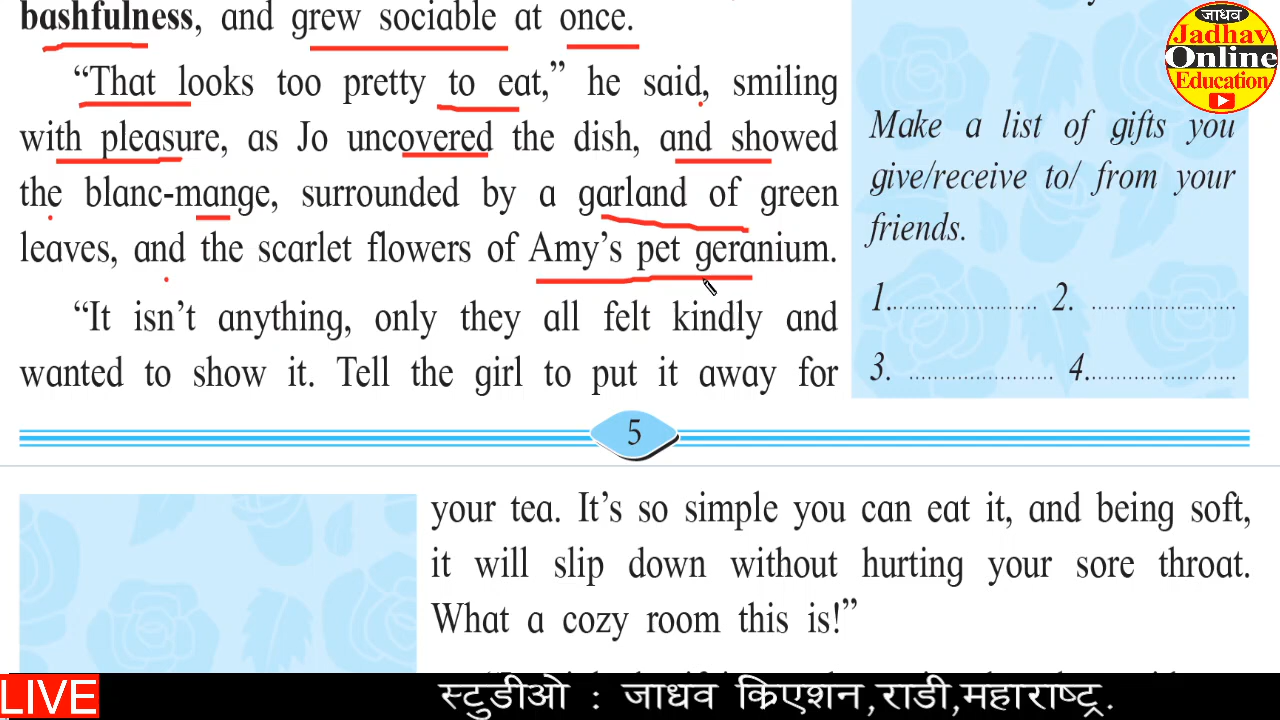 bashfulness, and grew sociable at once.
“That looks too pretty to eat,” he said, smiling
with pleasure, as Jo uncovered the dish, and showed
the blanc-mange, surrounded by a garland of green
leaves, and the scarlet flowers of Amy’s pet geranium.
“It isn’t anything, only they all felt kindly and
wanted to show it. Tell the girl to put it away for
जाधव
Jadhav
Online
Education
Make a list of gifts you
give/receive to/ from your
friends.
1........................... 2. ...........................
3. ........................... 4...........................
5
your tea. It’s so simple you can eat it, and being soft,
it will slip down without hurting your sore throat.
What a cozy room this is!”
LIVE
स्टुडीओ : जाधव क्रिएशन,राडी,महाराष्ट्र.